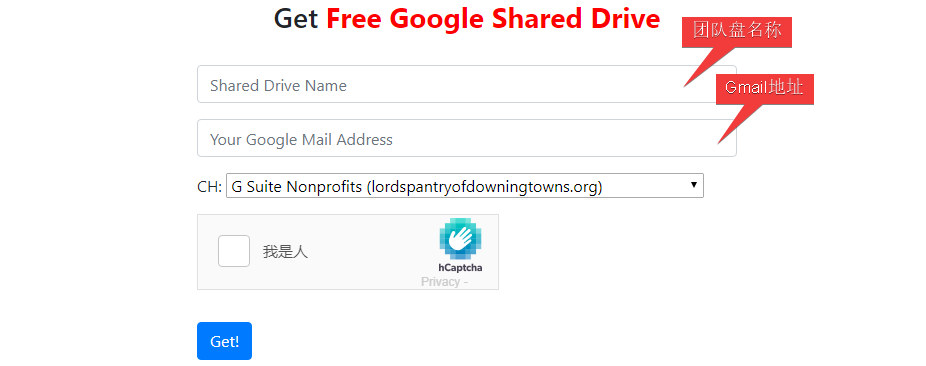 Get Free Google Shared Drive
团队盘名称
Shared Drive Name
Gmail地址
Your Google Mail Address
CH: G Suite Nonprofits (lordspantryofdowningtowns.org)
我是人
hCaptcha
Privacy -
Get!